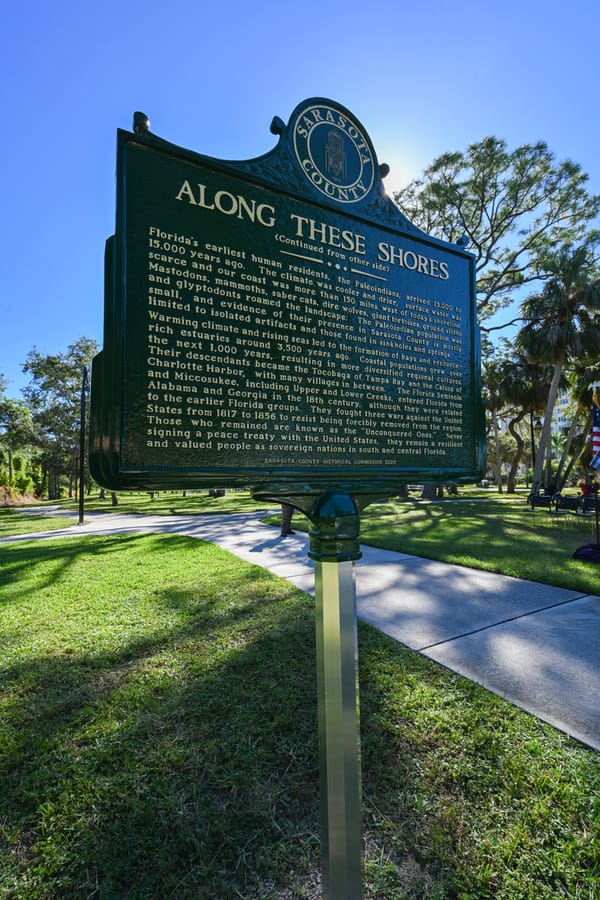 SARASOTA
COUNTY
ALONG THESE SHORES
(Continued from other side)
Florida's earliest human residents, the Paleoindians, arrived 13,000 to
15,000 years ago. The climate was cooler and drier. Surface water was
scarce and our coast was more than 150 miles west of today's shoreline.
Mastodons, mammoths, saber cats, dire wolves, giant tortoises, ground sloths
and glyptodonts roamed the landscape. The Paleoindian population was
small, and evidence of their presence in Sarasota County is mostly
limited to isolated artifacts and those found in sinkholes and springs.
Warming climate and rising seas led to the formation of bays and resource-
rich estuaries around 3,500 years ago. Coastal populations grew over
the next 1,000 years, resulting in more diversified regional cultures.
Their descendants became the Tocobaga of Tampa Bay and the Calusa of
Charlotte Harbor, with many villages in between. The Florida Seminole
and Miccosukee, including Upper and Lower Creeks, entered Florida from
Alabama and Georgia in the 18th century, although they were related
to the earlier Florida groups. They fought three wars against the United
States from 1817 to 1858 to resist being forcibly removed from the state.
Those who remained are known as the "Unconquered Ones." Never
signing a peace treaty with the United States, they remain a resilient
and valued people as sovereign nations in south and central Florida.
SARASOTA COUNTY HISTORICAL COMMISSION 2023